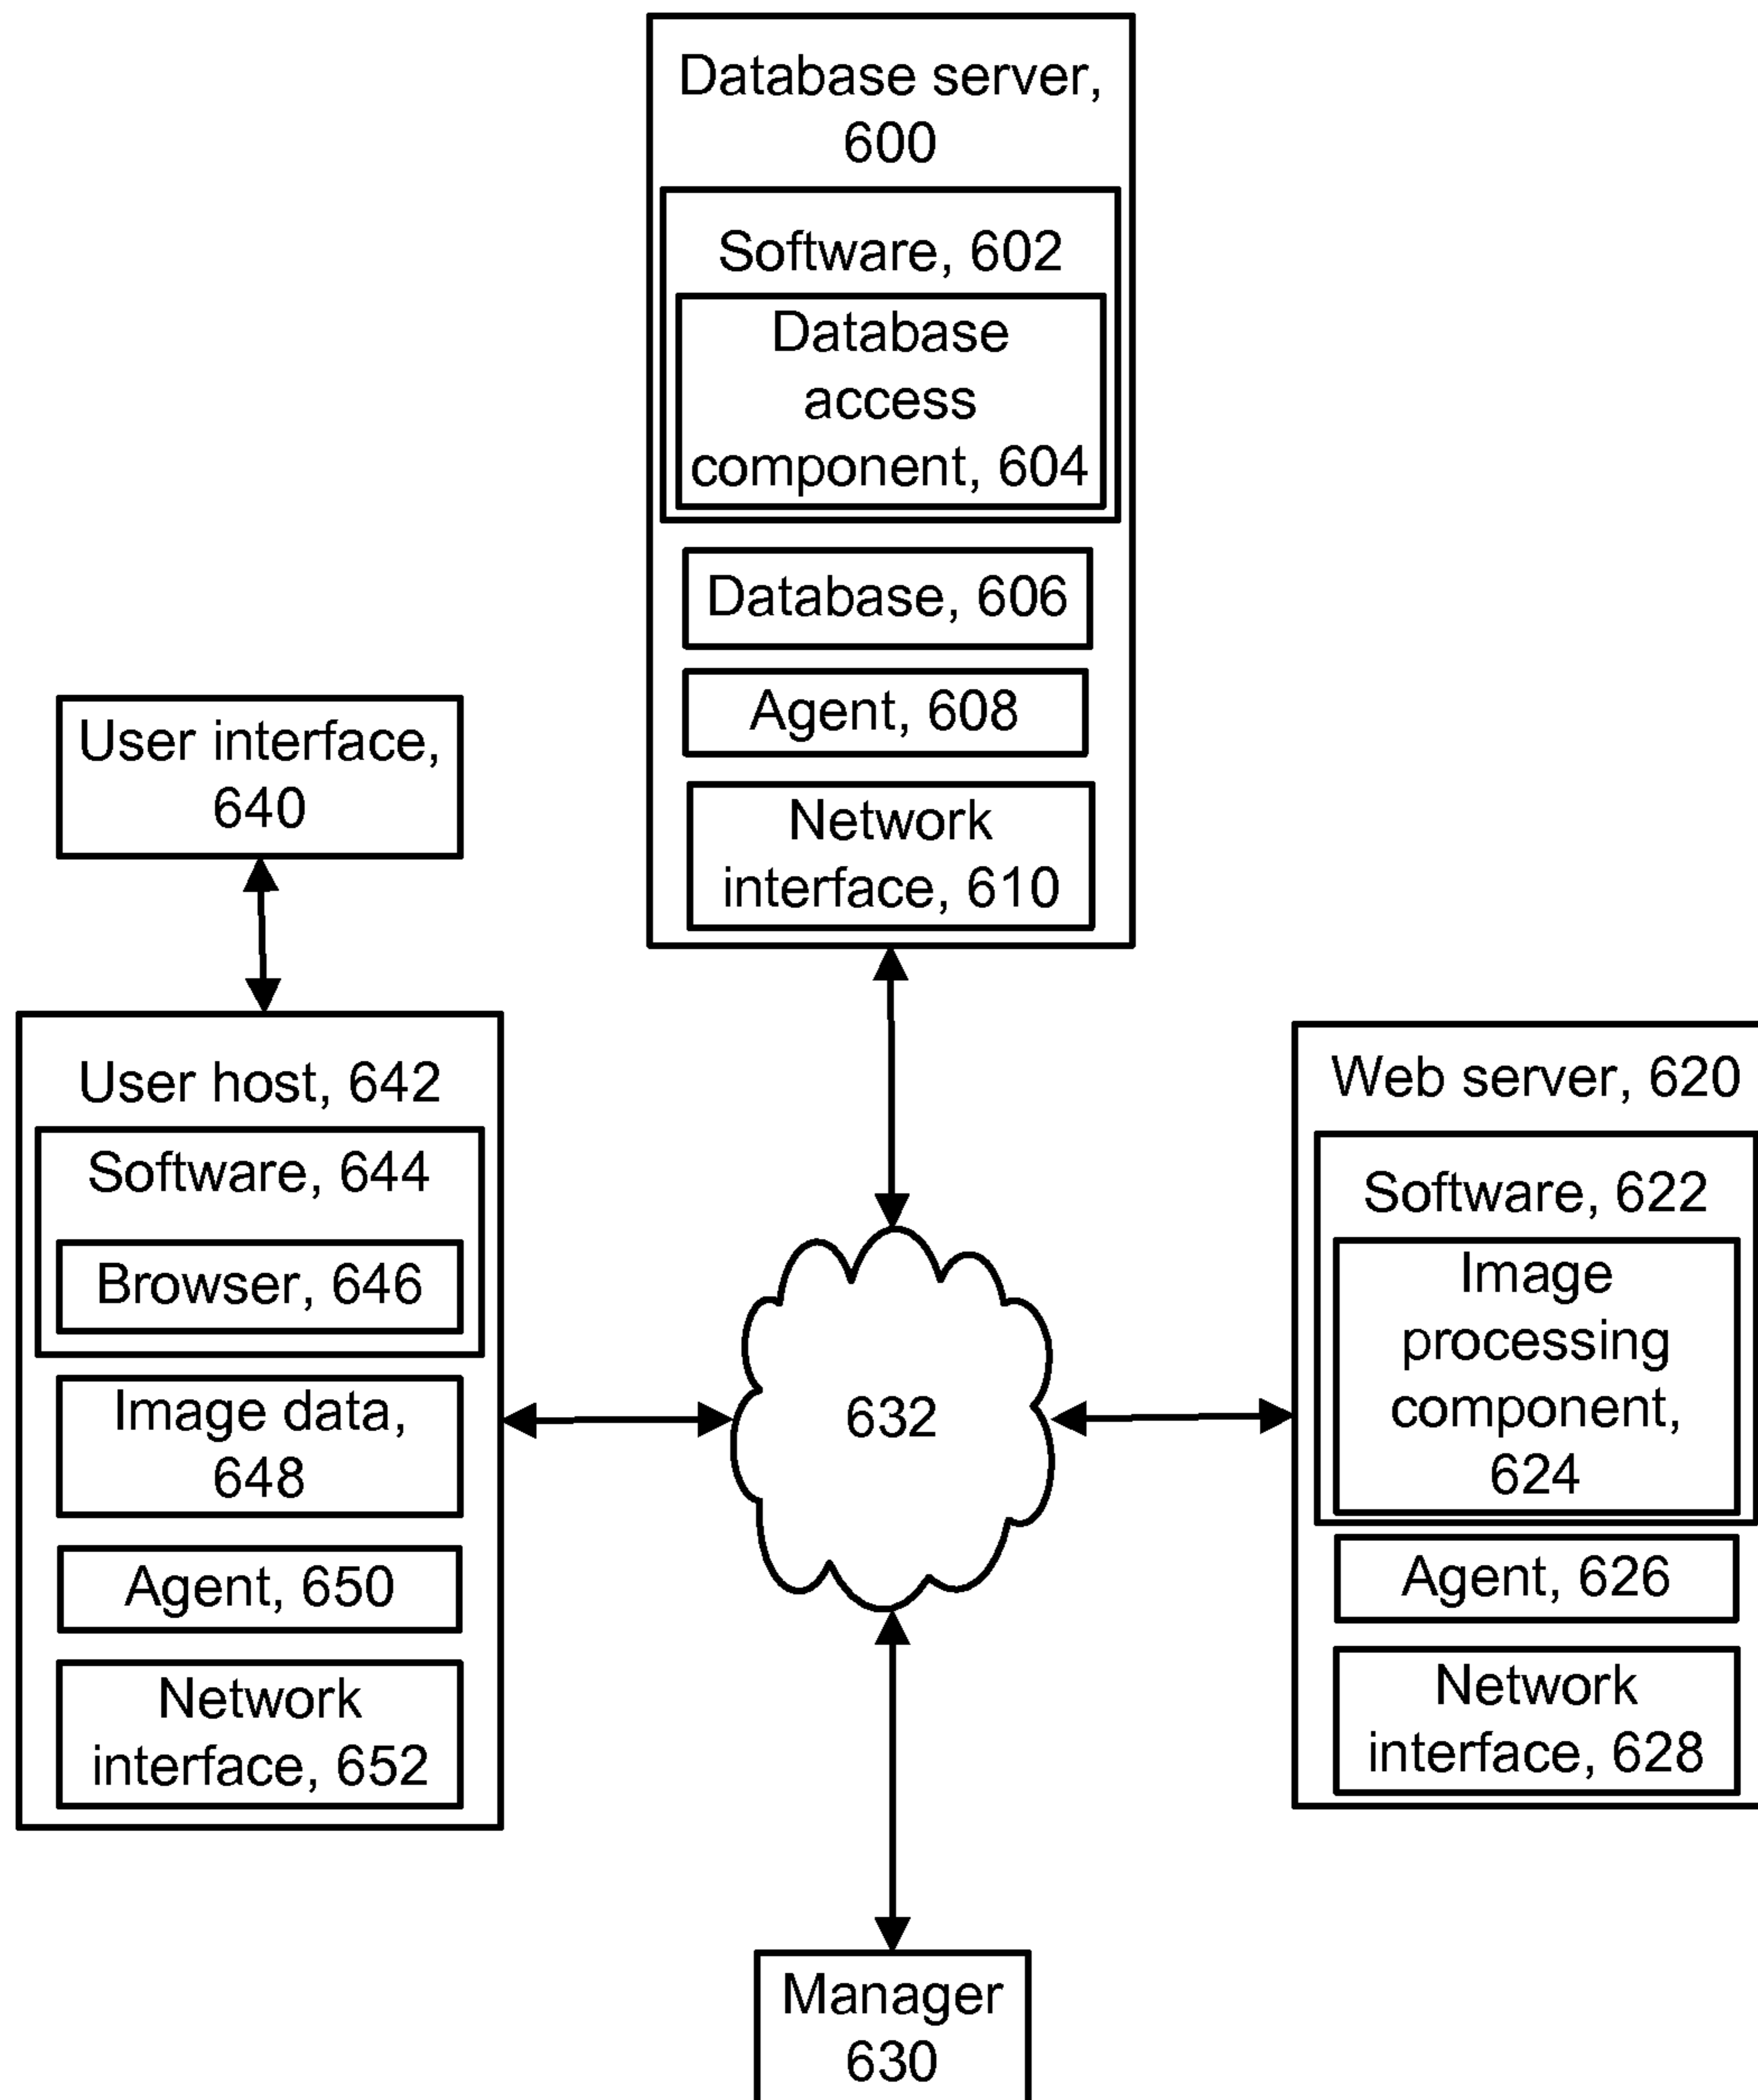 Database server,
600
Software, 602
Database
access
component, 604
Database, 606
Agent, 608
Network
interface, 610
User interface,
640
User host, 642
Software, 644
Browser, 646
Image data,
648
Agent, 650
Network
interface, 652
632
Web server, 620
Software, 622
Image
processing
component,
624
Agent, 626
Network
interface, 628
Manager
630